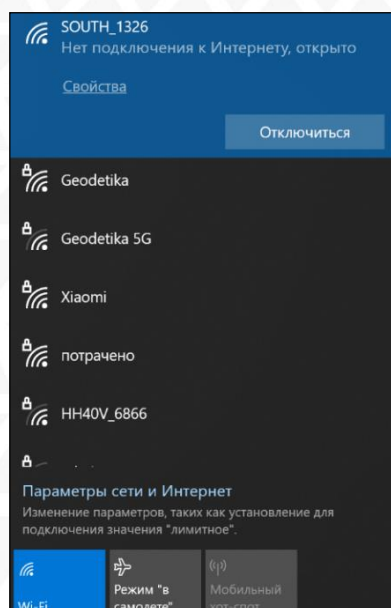 SOUTH_1326
Нет подключения к Интернету, открыто
Свойства
Отключиться
Geodetika
Geodetika 5G
Xiaomi
потрачено
HH40V_6866
Параметры сети и Интернет
Изменение параметров, таких как установление для
подключения значения "лимитное".
Режим "в
Мобильный
Wi-Fi
самолете"
хот-спот